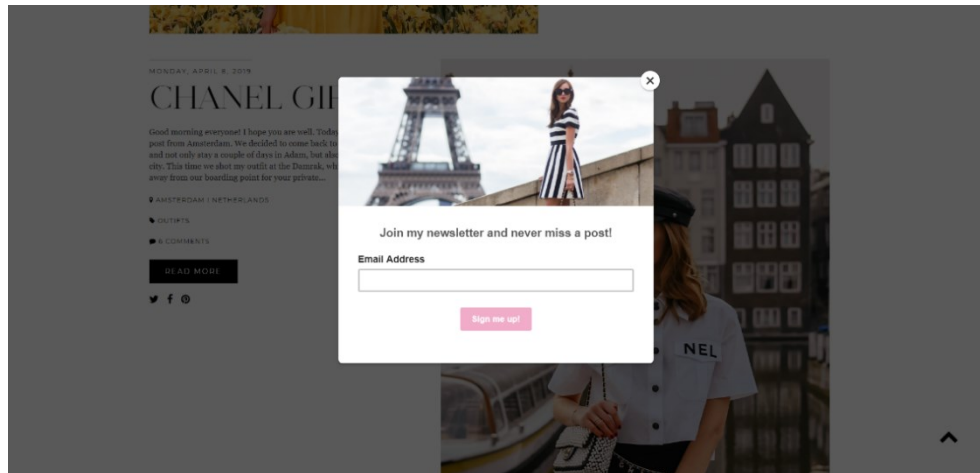 MONDAY, APRIL 8, 2019
CHANEL GIR
Good morning everyone! I hope you are well. Today
post from Amsterdam. We decided to come back to
and not only stay a couple of days in Adam, but also
city. This time we shot my outfit at the Damrak, wh
away from our boarding point for your private...
AMSTERDAM | NETHERLANDS
OUTFITS
6 COMMENTS
READ MORE
Join my newsletter and never miss a post!
Email Address
Sign me up!
NEL